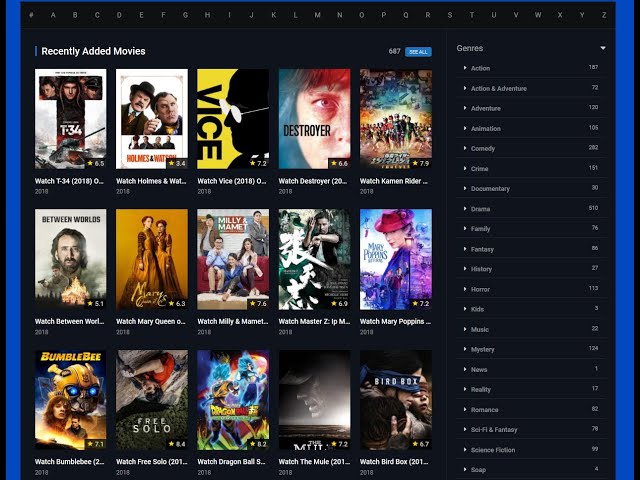 # A B C D E F G H I J K L M N O P Q R S T U V W X Y Z
Recently Added Movies 687 SEE ALL
T-34
6.5
Watch T-34 (2018) O...
2018
HOLMES & WATSON
3.4
Watch Holmes & Wat...
2018
VICE
7.2
Watch Vice (2018) O...
2018
DESTROYER
6.6
Watch Destroyer (20...
2018
FOREVER
7.9
Watch Kamen Rider ...
2018
BETWEEN WORLDS
5.1
Watch Between Worl...
2018
Mary
6.3
Watch Mary Queen o...
2018
MILLY & MAMET
7.6
Watch Milly & Mamet...
2018
張天志
6.9
Watch Master Z: Ip M...
2018
MARY POPPINS
7.2
Watch Mary Poppins ...
2018
BUMBLEBEE
7.1
Watch Bumblebee (2...
2018
FREE SOLO
8.4
Watch Free Solo (201...
2018
DRAGON BALL
8.2
Watch Dragon Ball S...
2018
THE MULE
7.2
Watch The Mule (201...
2018
BIRD BOX
6.7
Watch Bird Box (201...
2018
Genres
Action 187
Action & Adventure 72
Adventure 120
Animation 105
Comedy 282
Crime 151
Documentary 30
Drama 510
Family 76
Fantasy 86
History 27
Horror 113
Kids 3
Music 22
Mystery 124
News 1
Reality 17
Romance 82
Sci-Fi & Fantasy 78
Science Fiction 99
Soap 4